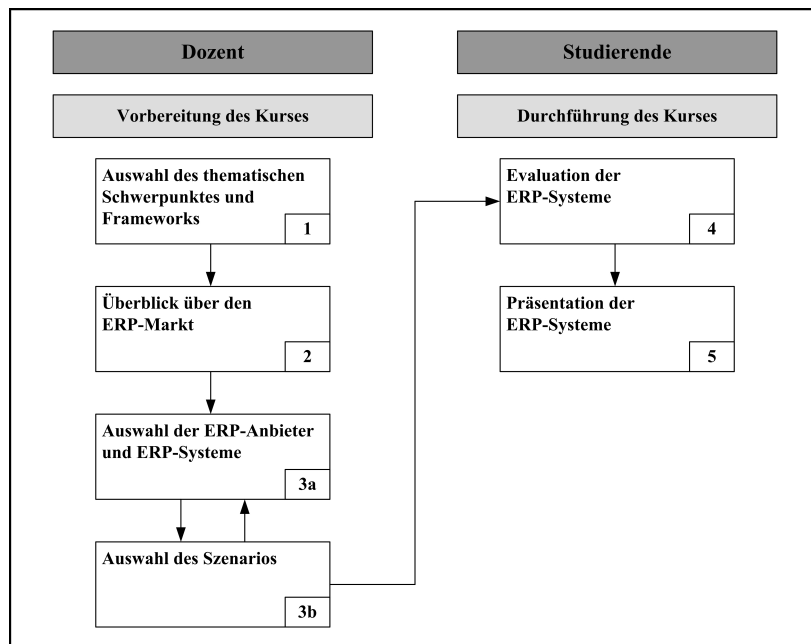 Dozent
Vorbereitung des Kurses
Auswahl des thematischen
Schwerpunktes und
Frameworks
1
Überblick über den
ERP-Markt
2
Auswahl der ERP-Anbieter
und ERP-Systeme
3a
Auswahl des Szenarios
3b
Studierende
Durchführung des Kurses
Evaluation der
ERP-Systeme
4
Präsentation der
ERP-Systeme
5